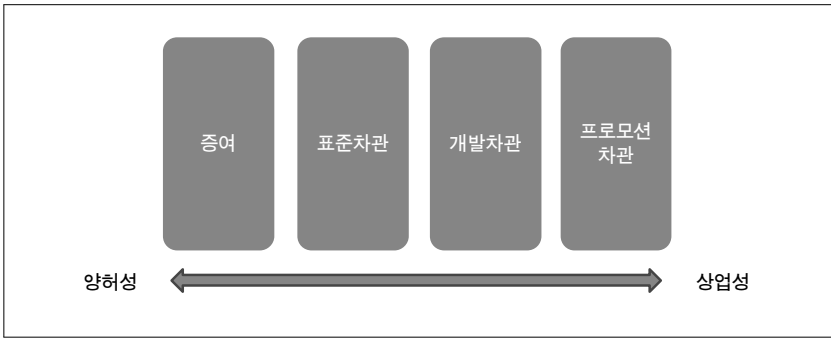 증여
표준차관
개발차관
프로모션
차관
양허성
상업성